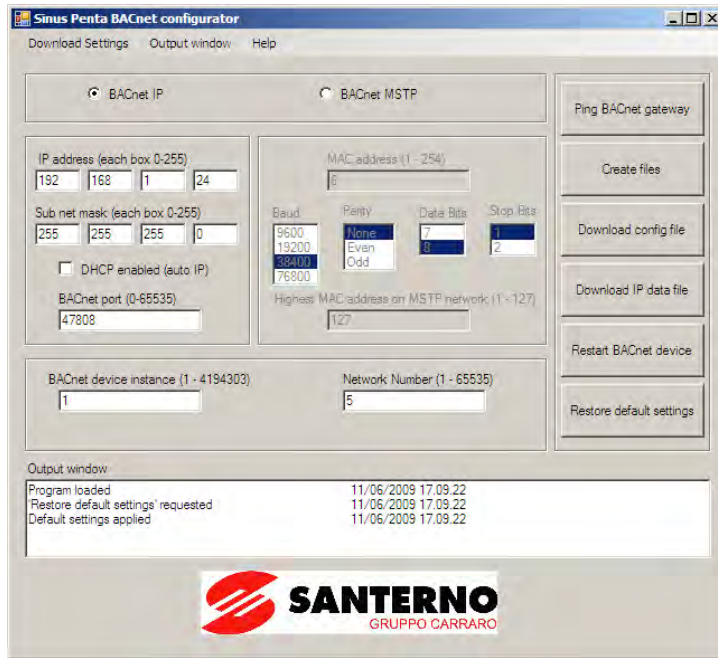 Sinus Penta BACnet configurator
Download Settings Output window Help
BACnet IP BACnet MSTP
IP address (each box 0-255)
192 168 1 24
Sub net mask (each box 0-255)
255 255 255 0
DHCP enabled (auto IP)
BACnet port (0-65535)
47808
MAC address (1 - 254)
6
Baud Parity Data Bits Stop Bits
9600 None 7 1
19200 Even 8 2
38400 Odd
76800
Highest MAC address on MSTP network (1 - 127)
127
BACnet device instance (1 - 4194303)
1
Network Number (1 - 65535)
5
Ping BACnet gateway
Create files
Download config file
Download IP data file
Restart BACnet device
Restore default settings
Output window
Program loaded 11/06/2009 17.09.22
'Restore default settings' requested 11/06/2009 17.09.22
Default settings applied 11/06/2009 17.09.22
SANTERNO
GRUPPO CARRARO